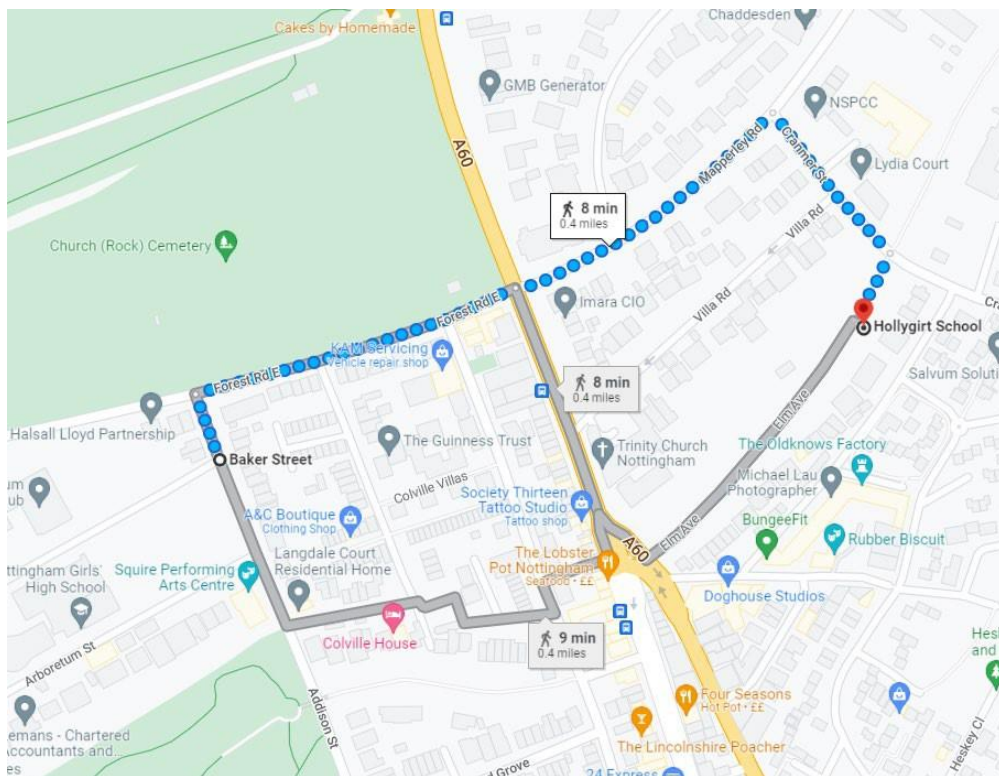 Cakes by Homemade
Chaddesden
GMB Generator
NSPCC
A60
Mapperley Rd
Cranmer St
Lydia Court
8 min
0.4 miles
Villa Rd
Church (Rock) Cemetery
Imara CIO
Villa Rd
Forest Rd E
Hollygirt School
KAM Servicing
Vehicle repair shop
Salvum Soluti
Forest Rd E
8 min
0.4 miles
Elm Ave
Halsall Lloyd Partnership
The Guinness Trust
Trinity Church
Nottingham
The Oldknows Factory
Baker Street
Colville Villas
Michael Lau
Photographer
Society Thirteen
Tattoo Studio
Tattoo shop
A&C Boutique
Clothing Shop
Elm Ave
BungeeFit
Langdale Court
Residential Home
A60
Rubber Biscuit
The Lobster
Pot Nottingham
Seafood • ££
ttingham Girls'
High School
Squire Performing
Arts Centre
Doghouse Studios
Colville House
9 min
0.4 miles
Arboretum St
Addison St
Four Seasons
Hot Pot • ££
Heskey Cl
emans - Chartered
Accountants and...
The Lincolnshire Poacher
d Grove
24 Express